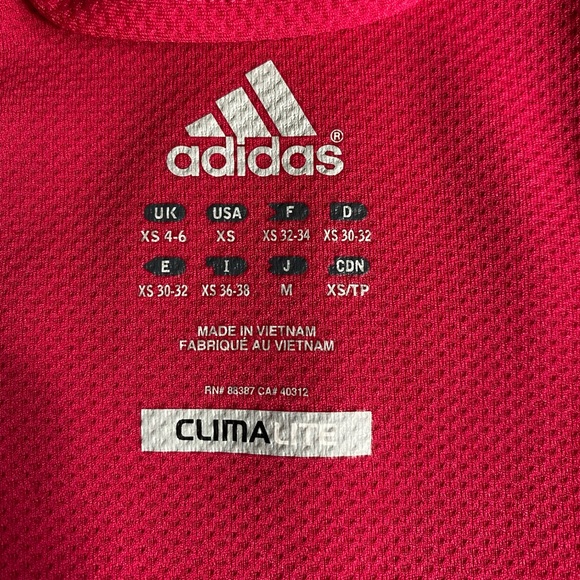 adidas®
UK USA F D
XS 4-6 XS XS 32-34 XS 30-32
E I J CDN
XS 30-32 XS 36-38 M XS/TP
MADE IN VIETNAM
FABRIQUÉ AU VIETNAM
RN# 88387 CA# 40312
CLIMALITE